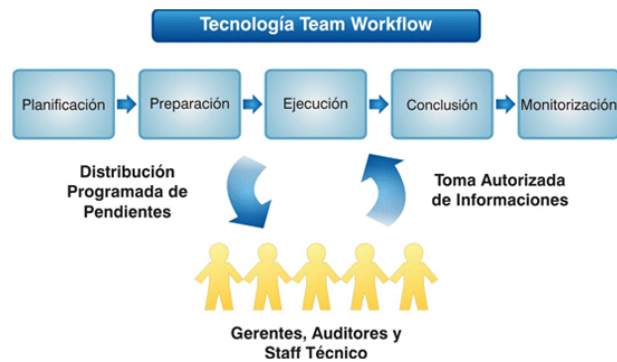 Tecnología Team Workflow
Planificación
Preparación
Ejecución
Conclusión
Monitorización
Distribución
Programada de
Pendientes
Toma Autorizada
de Informaciones
Gerentes, Auditores y
Staff Técnico